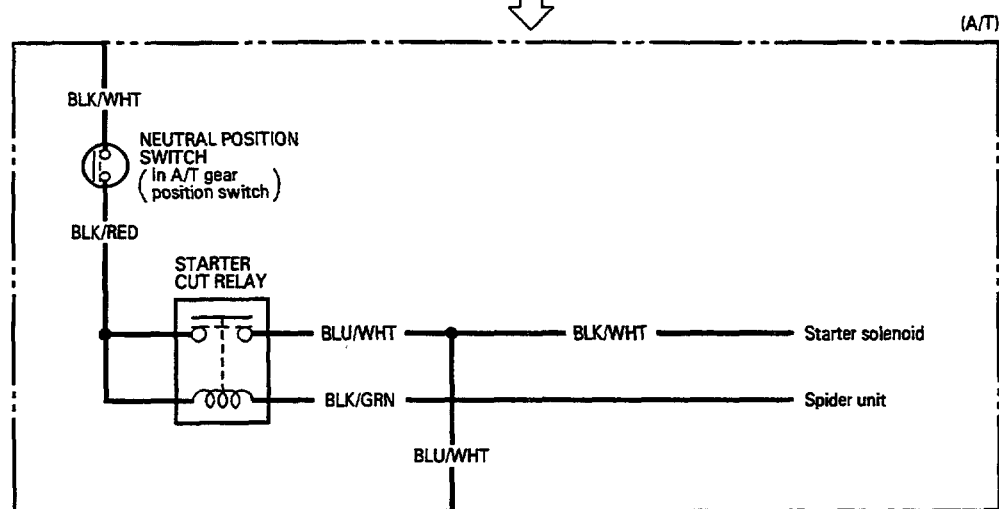 (A/T)
BLK/WHT
NEUTRAL POSITION
SWITCH
(In A/T gear
position switch)
BLK/RED
STARTER
CUT RELAY
BLU/WHT
BLK/WHT
Starter solenoid
BLK/GRN
Spider unit
BLU/WHT